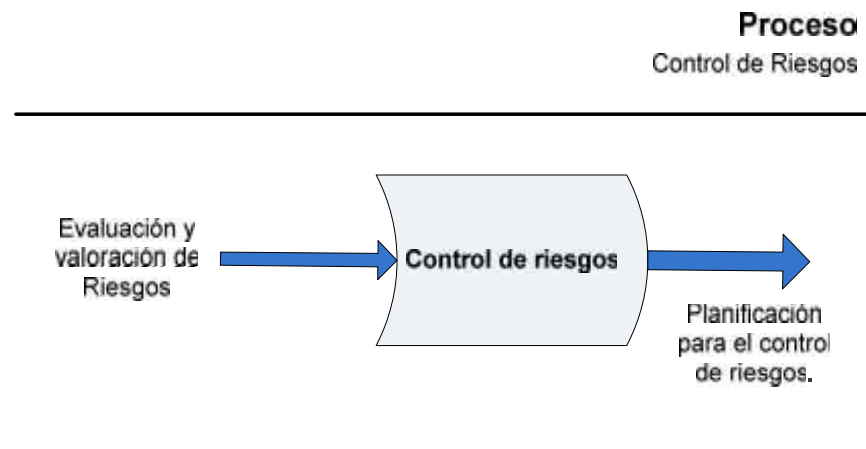 Proceso
Control de Riesgos
Evaluación y
valoración de
Riesgos
Control de riesgos
Planificación
para el control
de riesgos.